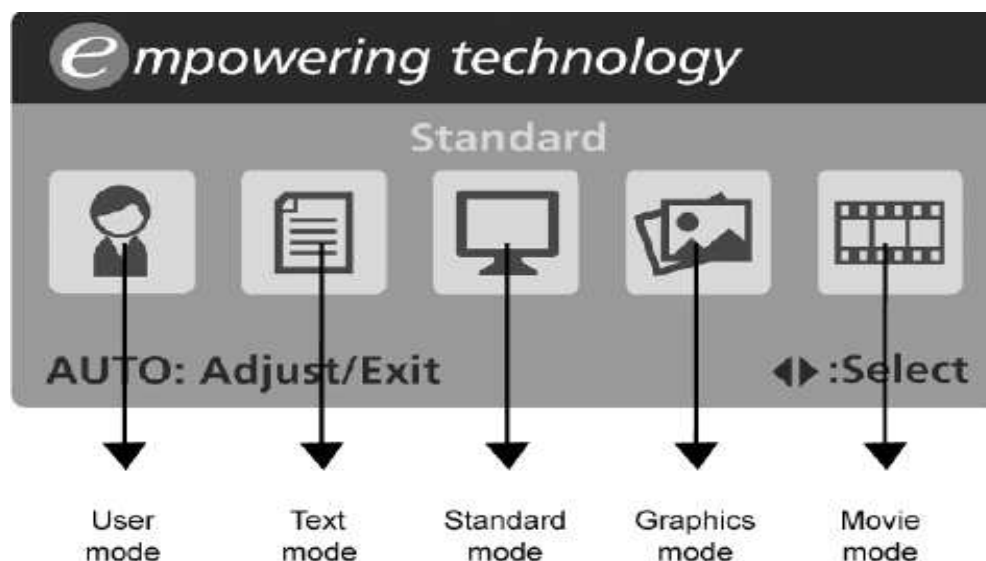 empowering technology
Standard
AUTO: Adjust/Exit ◀▶ :Select
User mode
Text mode
Standard mode
Graphics mode
Movie mode